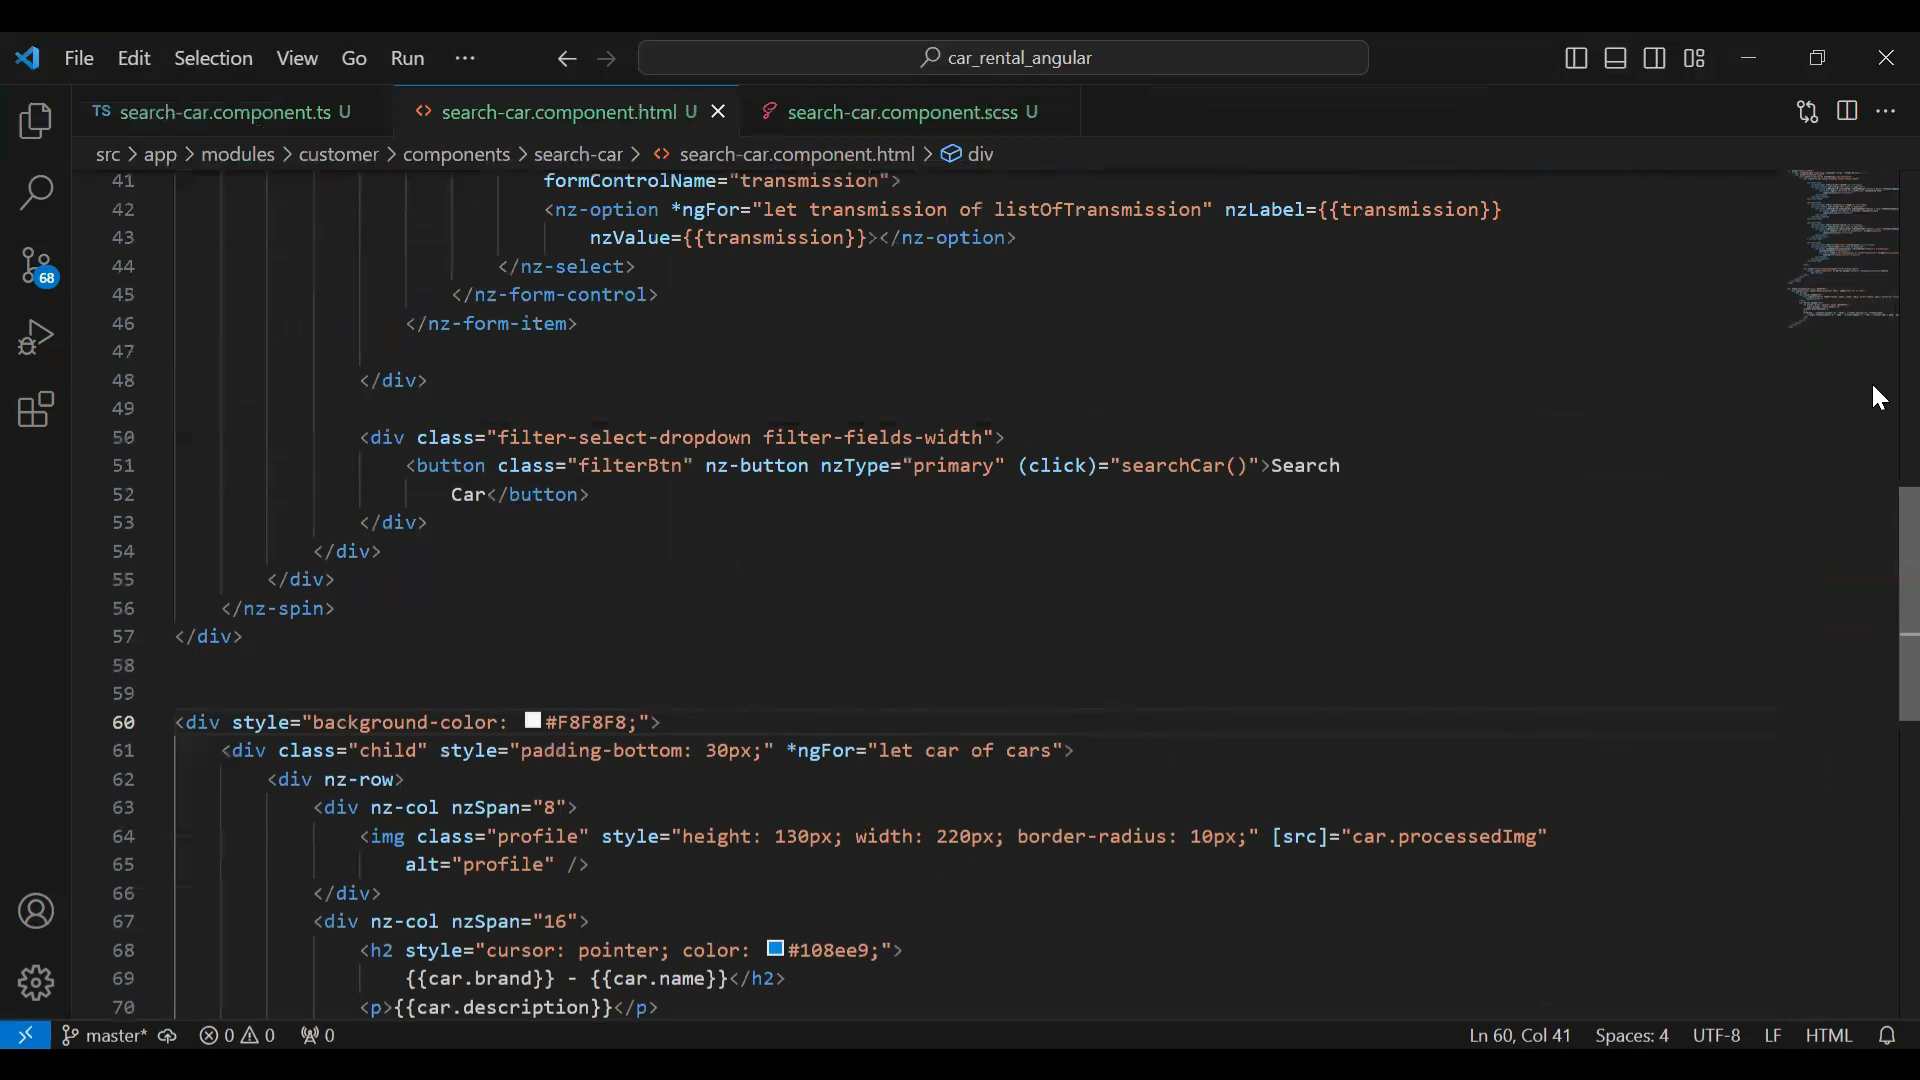 File Edit Selection View Go Run ··· car_rental_angular
TS search-car.component.ts U <> search-car.component.html U search-car.component.scss U ···
src > app > modules > customer > components > search-car > <> search-car.component.html > div
41 formControlName="transmission">
42 <nz-option *ngFor="let transmission of listOfTransmission" nzLabel={{transmission}}
43 nzValue={{transmission}}></nz-option>
44 </nz-select>
45 </nz-form-control>
46 </nz-form-item>
47
48 </div>
49
50 <div class="filter-select-dropdown filter-fields-width">
51 <button class="filterBtn" nz-button nzType="primary" (click)="searchCar()">Search
52 Car</button>
53 </div>
54 </div>
55 </div>
56 </nz-spin>
57 </div>
58
59
60 <div style="background-color: #F8F8F8;">
61 <div class="child" style="padding-bottom: 30px;" *ngFor="let car of cars">
62 <div nz-row>
63 <div nz-col nzSpan="8">
64 <img class="profile" style="height: 130px; width: 220px; border-radius: 10px;" [src]="car.processedImg"
65 alt="profile" />
66 </div>
67 <div nz-col nzSpan="16">
68 <h2 style="cursor: pointer; color: #108ee9;">
69 {{car.brand}} - {{car.name}}</h2>
70 <p>{{car.description}}</p>
68
master* 0 0 0 Ln 60, Col 41 Spaces: 4 UTF-8 LF HTML